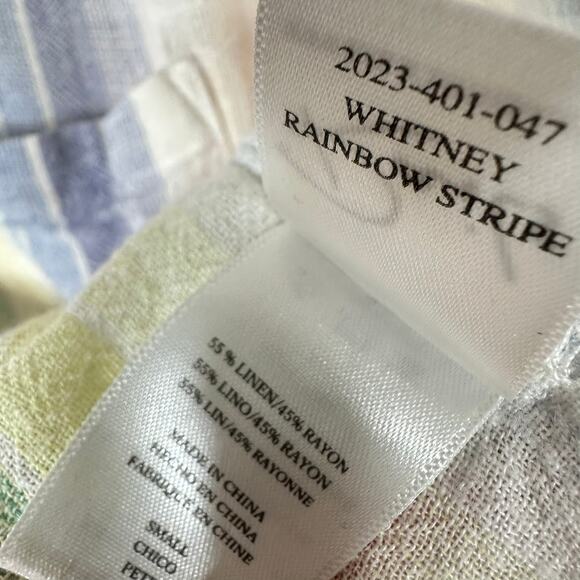 2023-401-047
WHITNEY
RAINBOW STRIPE
55 % LINEN/45% RAYON
55% LINO/45% RAYON
55% LIN/45% RAYONNE
MADE IN CHINA
HECHO EN CHINA
FABRIQUE EN CHINE
SMALL
CHICO